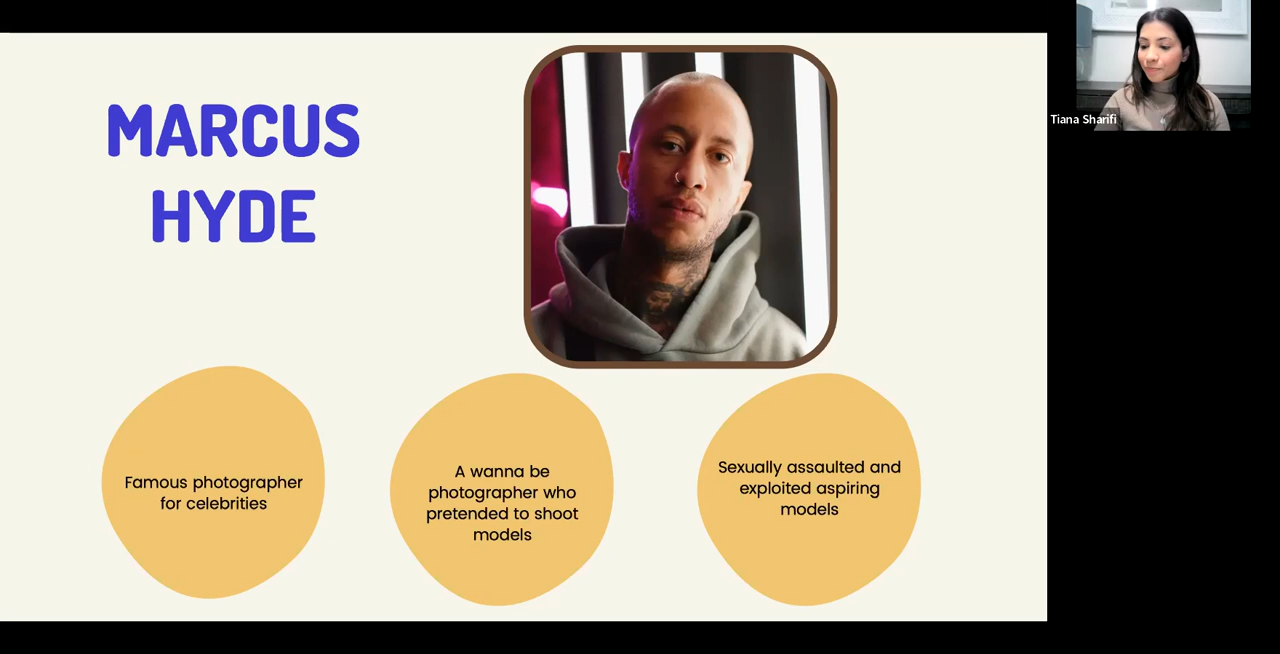 MARCUS
HYDE
Tiana Sharifi
Famous photographer
for celebrities
A wanna be
photographer who
pretended to shoot
models
Sexually assaulted and
exploited aspiring
models